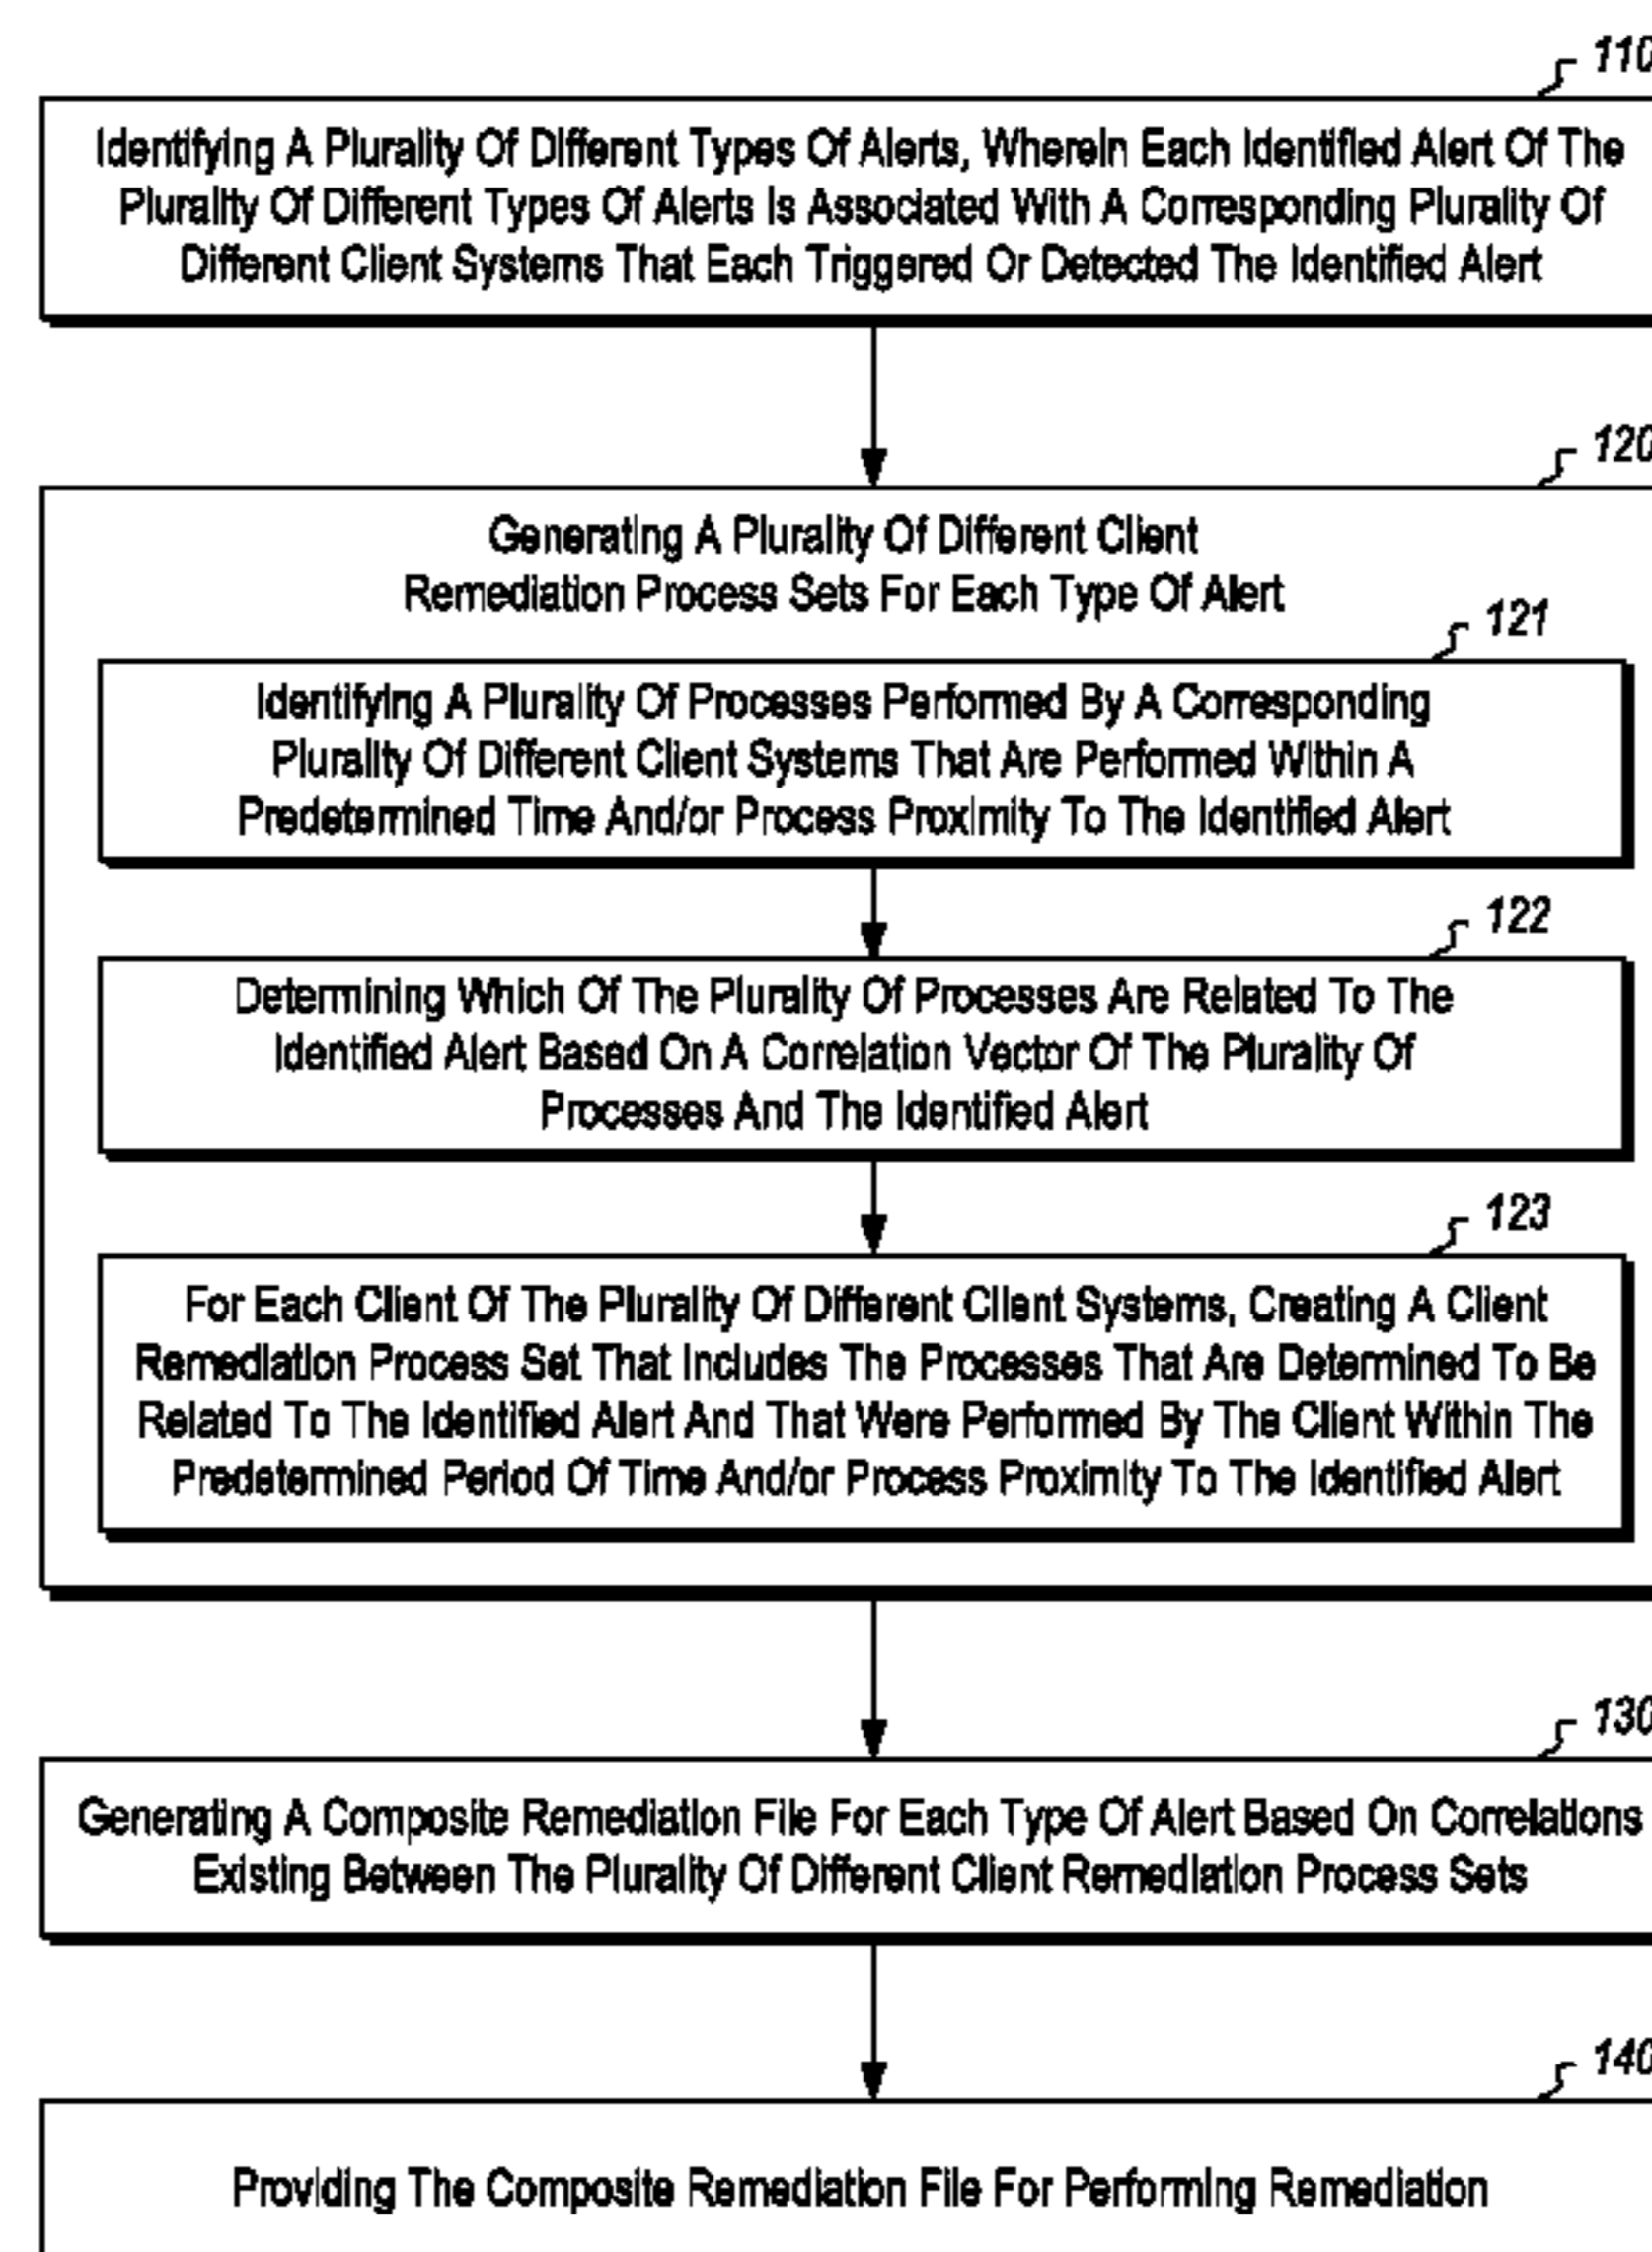 110
Identifying A Plurality Of Different Types Of Alerts, Wherein Each Identified Alert Of The
Plurality Of Different Types Of Alerts Is Associated With A Corresponding Plurality Of
Different Client Systems That Each Triggered Or Detected The Identified Alert
120
Generating A Plurality Of Different Client
Remediation Process Sets For Each Type Of Alert
121
Identifying A Plurality Of Processes Performed By A Corresponding
Plurality Of Different Client Systems That Are Performed Within A
Predetermined Time And/or Process Proximity To The Identified Alert
122
Determining Which Of The Plurality Of Processes Are Related To The
Identified Alert Based On A Correlation Vector Of The Plurality Of
Processes And The Identified Alert
123
For Each Client Of The Plurality Of Different Client Systems, Creating A Client
Remediation Process Set That Includes The Processes That Are Determined To Be
Related To The Identified Alert And That Were Performed By The Client Within The
Predetermined Period Of Time And/or Process Proximity To The Identified Alert
130
Generating A Composite Remediation File For Each Type Of Alert Based On Correlations
Existing Between The Plurality Of Different Client Remediation Process Sets
140
Providing The Composite Remediation File For Performing Remediation